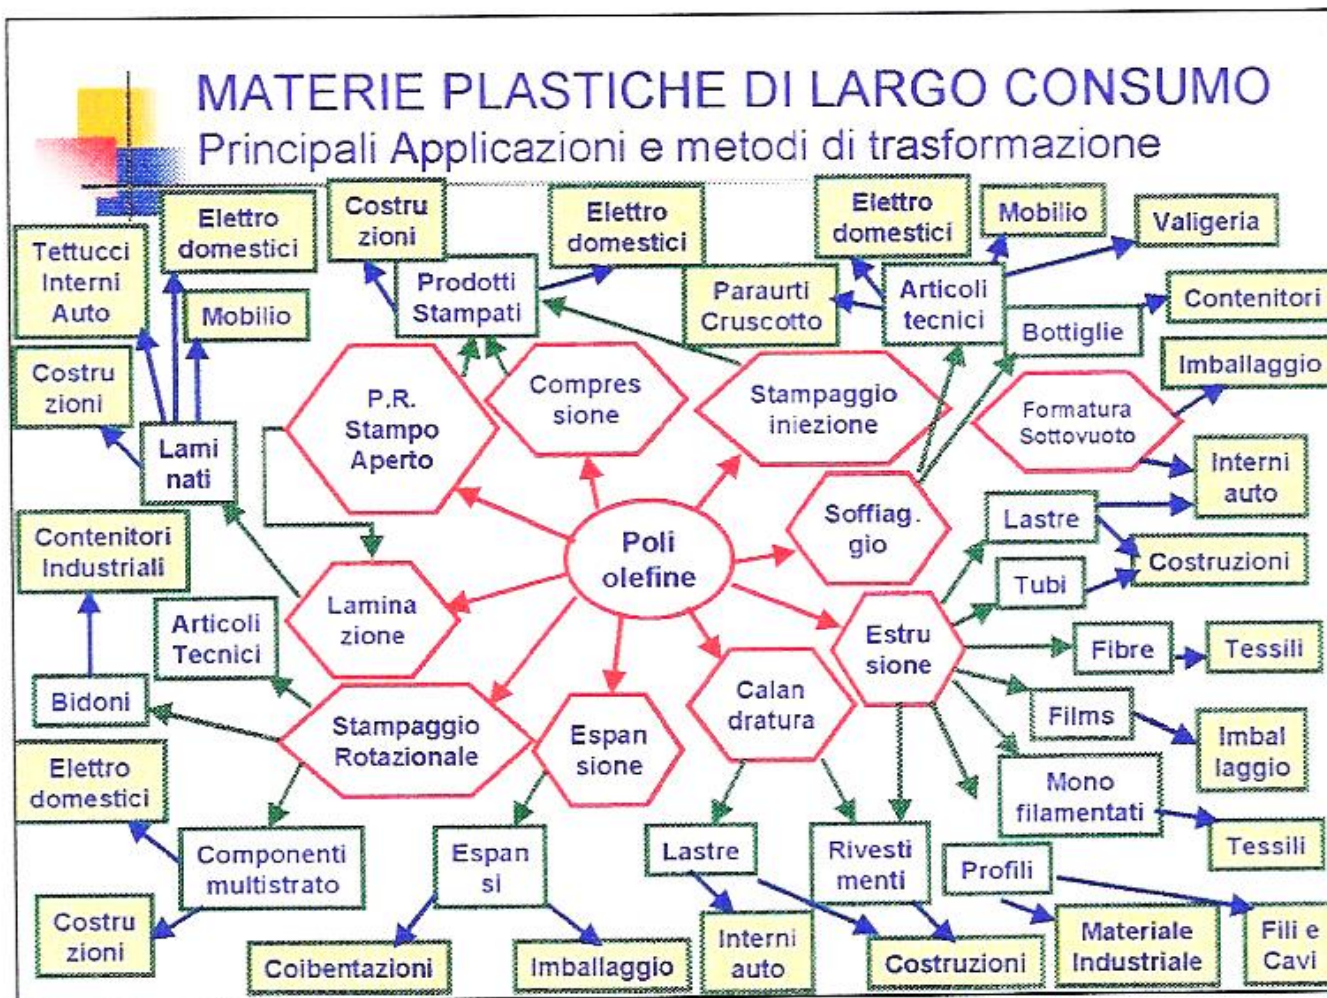 MATERIE PLASTICHE DI LARGO CONSUMO
Principali Applicazioni e metodi di trasformazione
Tettucci
Interni
Auto
Elettro
domestici
Mobilio
Costru
zioni
Lami
nati
Costru
zioni
Prodotti
Stampati
Elettro
domestici
Elettro
domestici
Mobilio
Valigeria
Paraurti
Cruscotto
Articoli
tecnici
Bottiglie
Contenitori
Imballaggio
P.R.
Stampo
Aperto
Compres
sione
Stampaggio
iniezione
Formatura
Sottovuoto
Interni
auto
Poli
olefine
Soffiag.
gio
Lastre
Costruzioni
Tubi
Contenitori
Industriali
Articoli
Tecnici
Lamina
zione
Estru
sione
Fibre
Tessili
Bidoni
Stampaggio
Rotazionale
Espan
sione
Calan
dratura
Films
Imbal
laggio
Elettro
domestici
Mono
filamentati
Tessili
Componenti
multistrato
Espan
si
Lastre
Rivesti
menti
Profili
Costru
zioni
Coibentazioni
Imballaggio
Interni
auto
Costruzioni
Materiale
Industriale
Fili e
Cavi